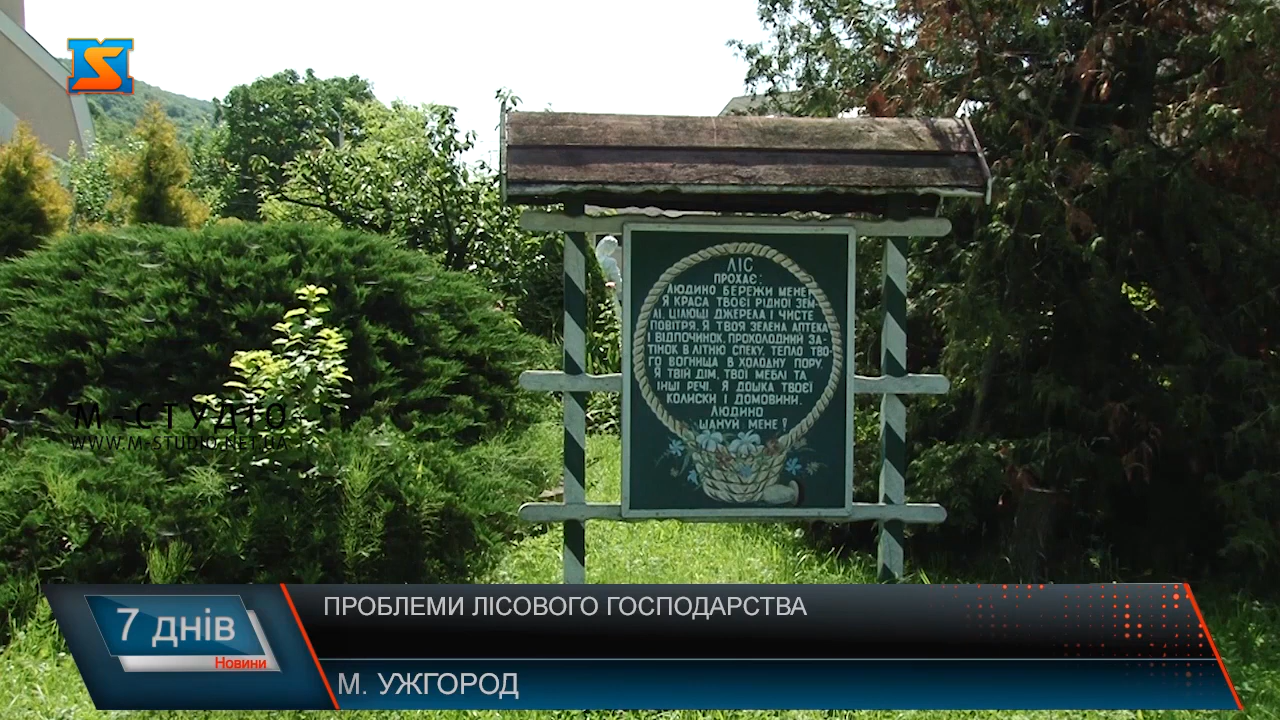 ЛІС
ПРОХАЄ:
ЛЮДИНО БЕРЕЖИ МЕНЕ
Я КРАСА ТВОЄЇ РІДНОЇ ЗЕМ-
ЛІ. ЦІЛЮЩІ ДЖЕРЕЛА І ЧИСТЕ
ПОВІТРЯ. Я ТВОЯ ЗЕЛЕНА АПТЕКА
І ВІДПОЧИНОК, ПРОХОЛОДНИЙ ЗА-
ТІНОК В ЛІТНЮ СПЕКУ, ТЕПЛО ТВО-
ГО ВОГНИЩА В ХОЛОДНУ ПОРУ.
Я ТВІЙ ДІМ, ТВОЇ МЕБЛІ ТА
ІНШІ РЕЧІ. Я ДОШКА ТВОЄЇ
КОЛИСКИ І ДОМОВИНИ.
ЛЮДИНО
ШАНУЙ МЕНЕ!
М-СТУДІО
WWW.M-STUDIO.NET.UA
7 днів
Новини
ПРОБЛЕМИ ЛІСОВОГО ГОСПОДАРСТВА
М. УЖГОРОД